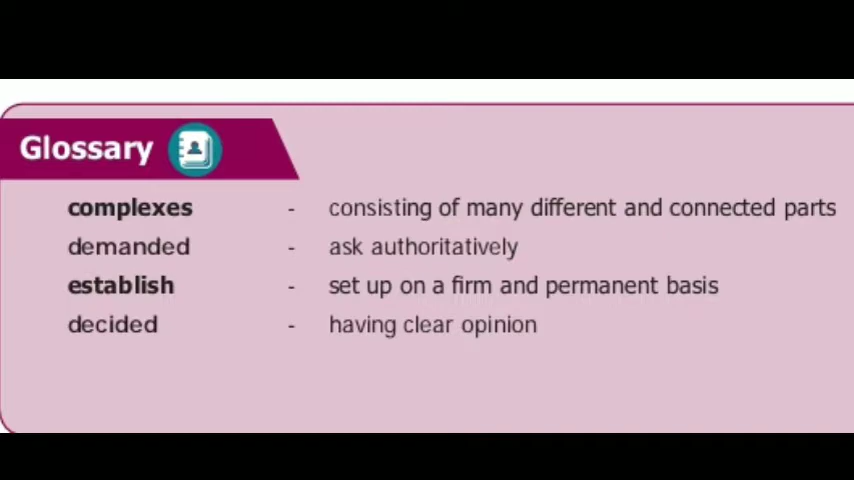 Glossary
complexes - consisting of many different and connected parts
demanded - ask authoritatively
establish - set up on a firm and permanent basis
decided - having clear opinion